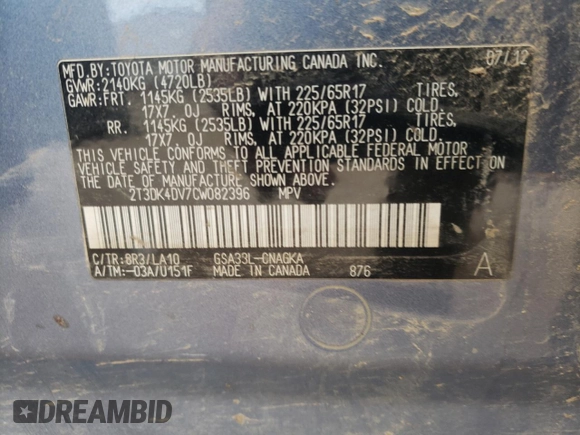 MFD.BY:TOYOTA MOTOR MANUFACTURING CANADA INC. 07/12
GVWR:2140KG (4720LB)
GAWR:FRT. 1145KG (2535LB) WITH 225/65R17 TIRES,
17X7. 0J RIMS, AT 220KPA (32PSI) COLD.
RR. 1145KG (2535LB) WITH 225/65R17 TIRES,
17X7. 0J RIMS, AT 220KPA (32PSI) COLD.
THIS VEHICLE CONFORMS TO ALL APPLICABLE FEDERAL MOTOR
VEHICLE SAFETY AND THEFT PREVENTION STANDARDS IN EFFECT
ON THE DATE OF MANUFACTURE SHOWN ABOVE.
2T3DK4DV7CW082396 MPV
C/TR:8R3/LA10 GSA33L-CNAGKA
A/TM:-03A/U151F MADE IN CANADA 876 A
DREAMBID